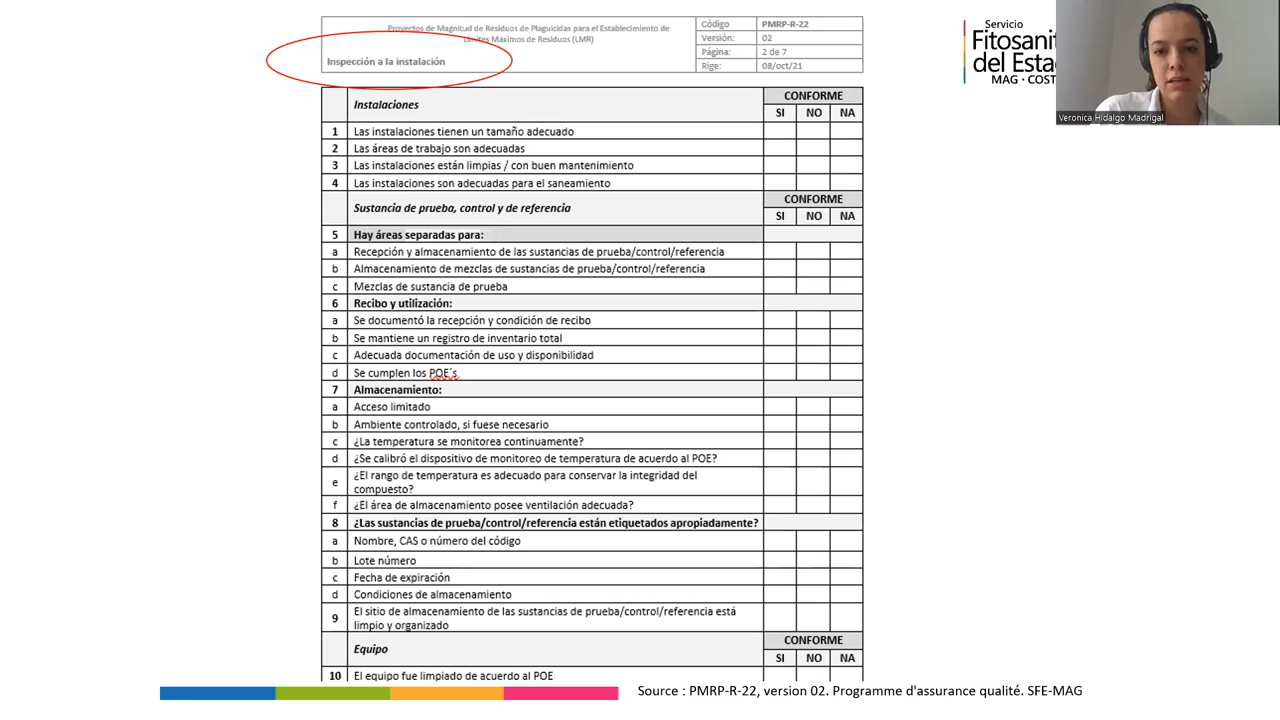 Proyectos de Magnitud de Residuos de Plaguicidas para el Establecimiento de
Límites Máximos de Residuos (LMR)
Inspección a la instalación
Código PMRP-R-22
Versión: 02
Página: 2 de 7
Rige: 08/oct/21
Servicio
Fitosanit
del Estad
MAG · COST
Veronica Hidalgo Madrigal
Instalaciones CONFORME
SI NO NA
1 Las instalaciones tienen un tamaño adecuado
2 Las áreas de trabajo son adecuadas
3 Las instalaciones están limpias / con buen mantenimiento
4 Las instalaciones son adecuadas para el saneamiento
Sustancia de prueba, control y de referencia CONFORME
SI NO NA
5 Hay áreas separadas para:
a Recepción y almacenamiento de las sustancias de prueba/control/referencia
b Almacenamiento de mezclas de sustancias de prueba/control/referencia
c Mezclas de sustancia de prueba
6 Recibo y utilización:
a Se documentó la recepción y condición de recibo
b Se mantiene un registro de inventario total
c Adecuada documentación de uso y disponibilidad
d Se cumplen los POE´s
7 Almacenamiento:
a Acceso limitado
b Ambiente controlado, si fuese necesario
c ¿La temperatura se monitorea continuamente?
d ¿Se calibró el dispositivo de monitoreo de temperatura de acuerdo al POE?
e ¿El rango de temperatura es adecuado para conservar la integridad del
compuesto?
f ¿El área de almacenamiento posee ventilación adecuada?
8 ¿Las sustancias de prueba/control/referencia están etiquetados apropiadamente?
a Nombre, CAS o número del código
b Lote número
c Fecha de expiración
d Condiciones de almacenamiento
9 El sitio de almacenamiento de las sustancias de prueba/control/referencia está
limpio y organizado
Equipo CONFORME
SI NO NA
10 El equipo fue limpiado de acuerdo al POE
Source : PMRP-R-22, version 02. Programme d'assurance qualité. SFE-MAG